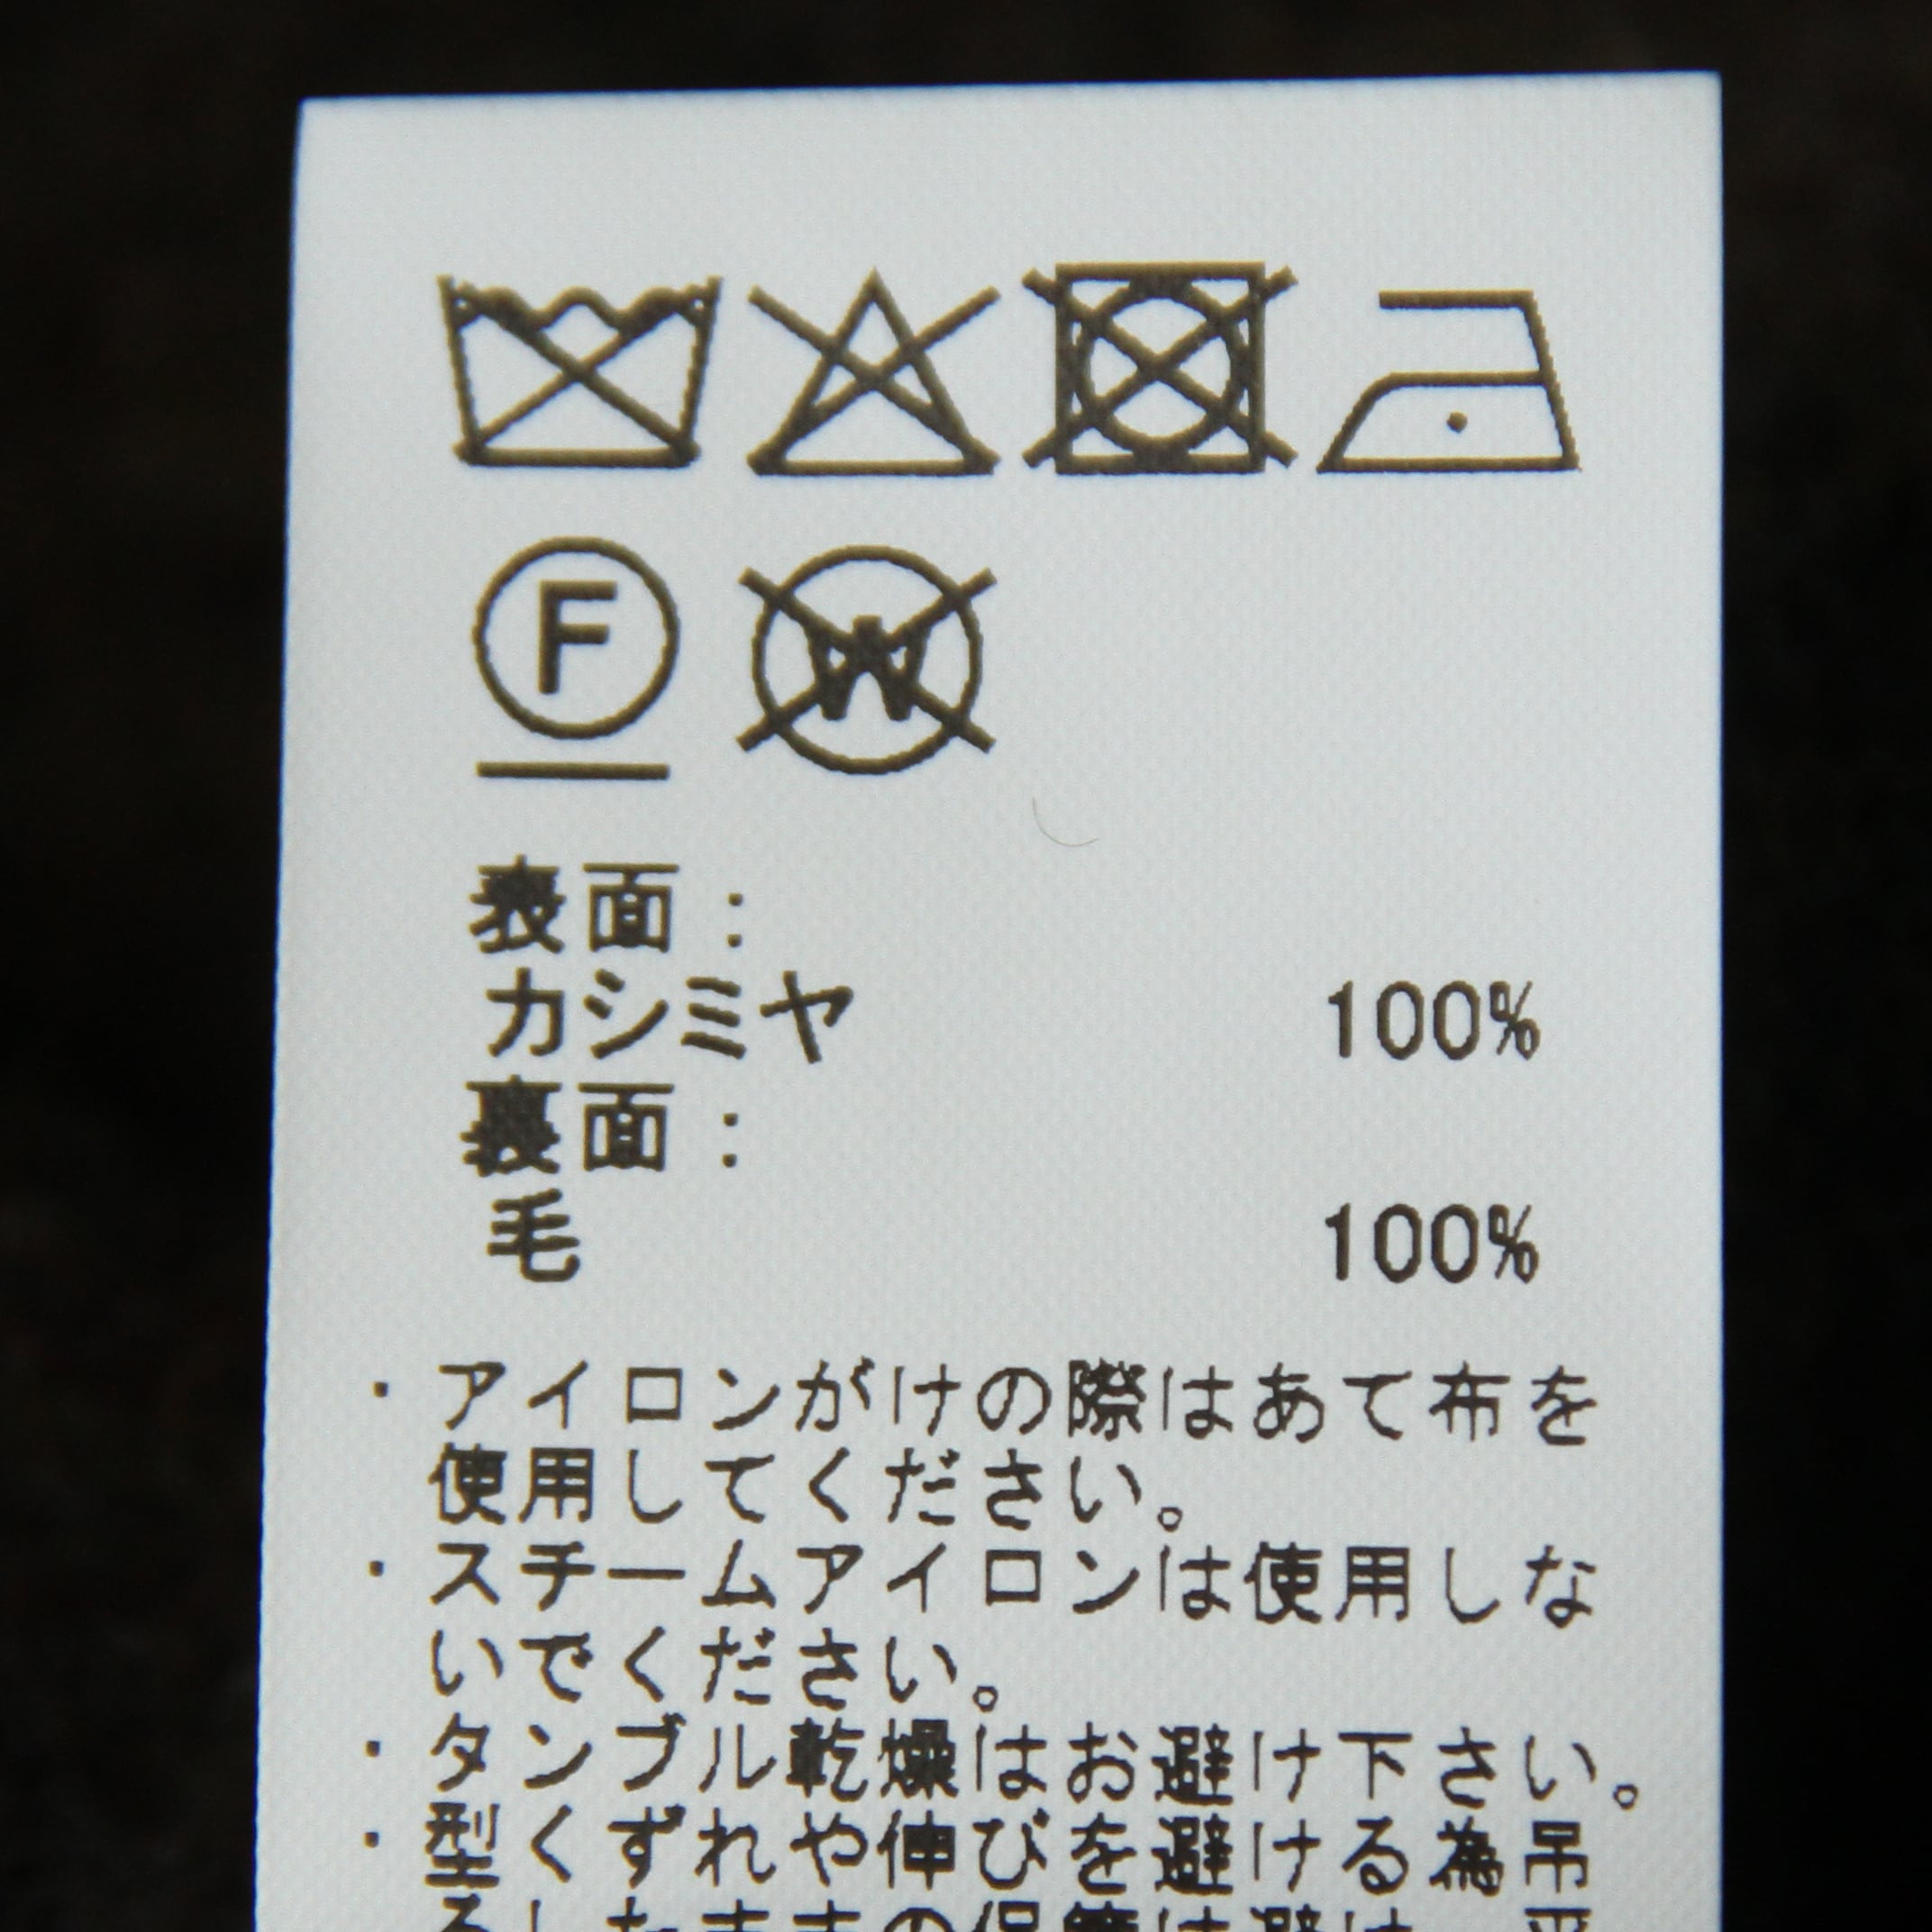 F
W
表面:
カシミヤ 100%
裏面:
毛 100%
・アイロンがけの際はあて布を
使用してください。
・スチームアイロンは使用しな
いでください。
・タンブル乾燥はお避け下さい。
・型くずれや伸びを避ける為吊